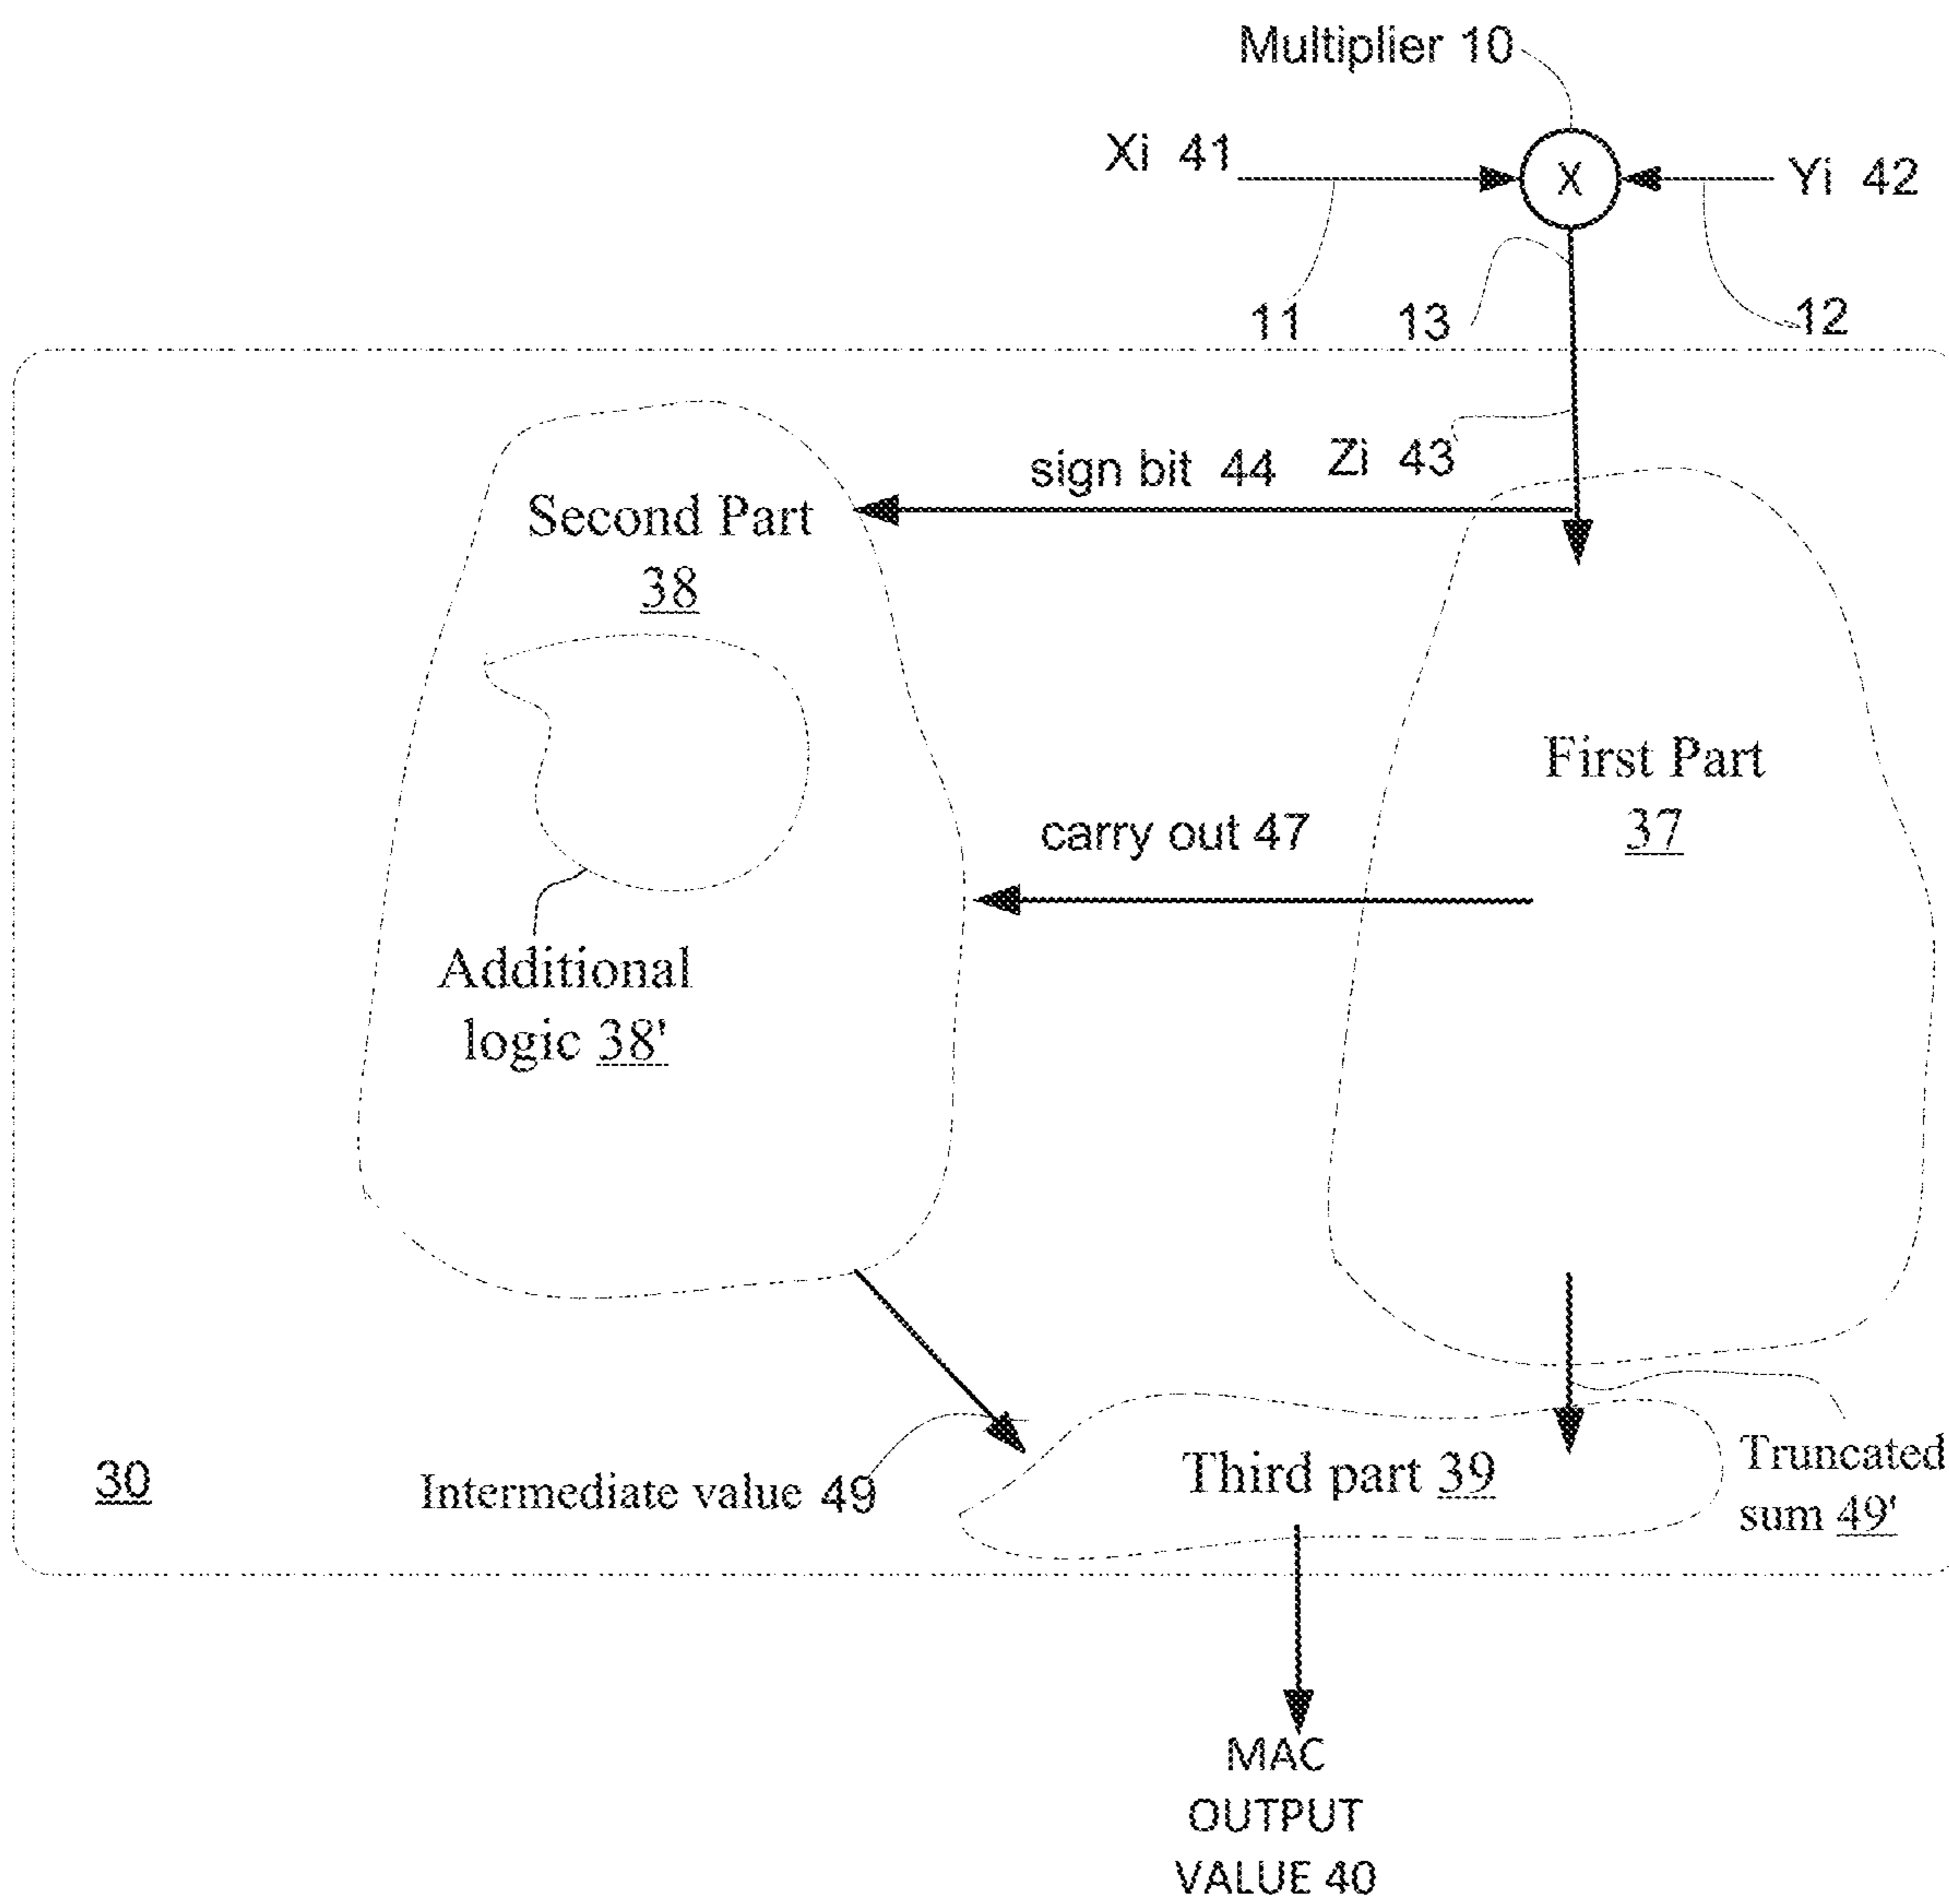 Multiplier 10
Xi 41
X
Yi 42
11
13
12
sign bit 44
Zi 43
Second Part
38
First Part
37
carry out 47
Additional
logic 38'
30
Intermediate value 49
Third part 39
Truncated
sum 49'
MAC
OUTPUT
VALUE 40